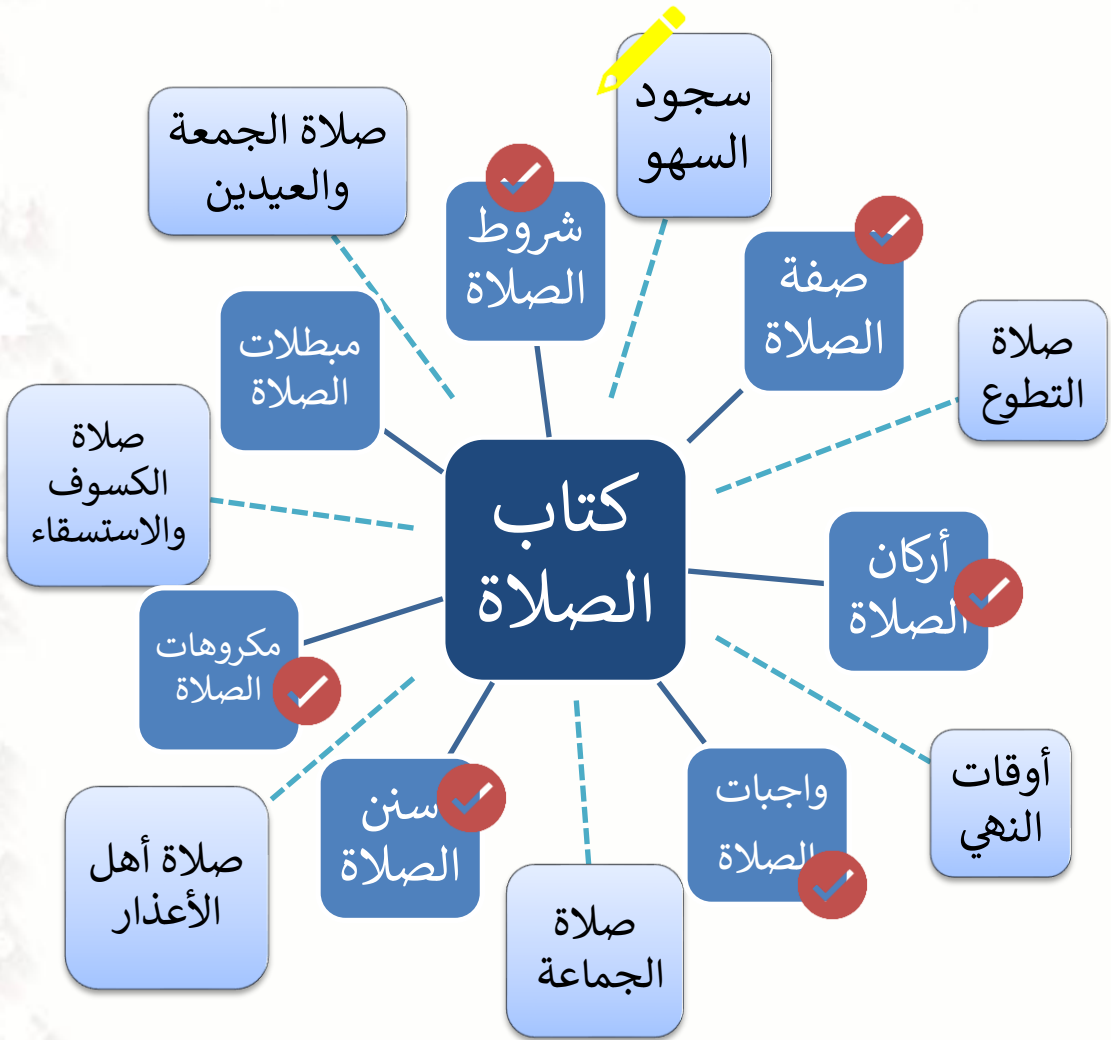 كتاب
الصلاة
شروط
الصلاة
سجود
السهو
صفة
الصلاة
صلاة
التطوع
أركان
الصلاة
أوقات
النهي
واجبات
الصلاة
صلاة
الجماعة
سنن
الصلاة
صلاة أهل
الأعذار
مكروهات
الصلاة
صلاة
الكسوف
والاستسقاء
مبطلات
الصلاة
صلاة الجمعة
والعيدين